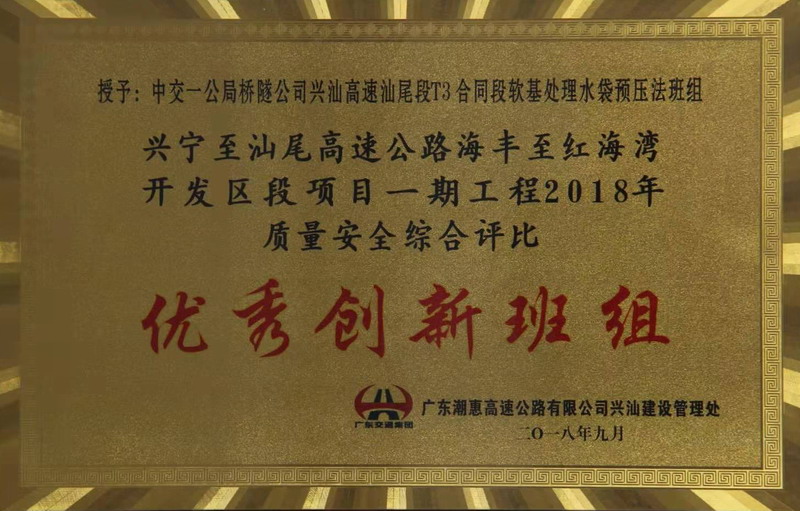 授予：中交一公局桥隧公司兴汕高速汕尾段T3合同段软基处理水袋预压法班组
兴宁至汕尾高速公路海丰至红海湾
开发区段项目一期工程2018年
质量安全综合评比
优秀创新班组
广东交通集团
广东潮惠高速公路有限公司兴汕建设管理处
二〇一八年九月